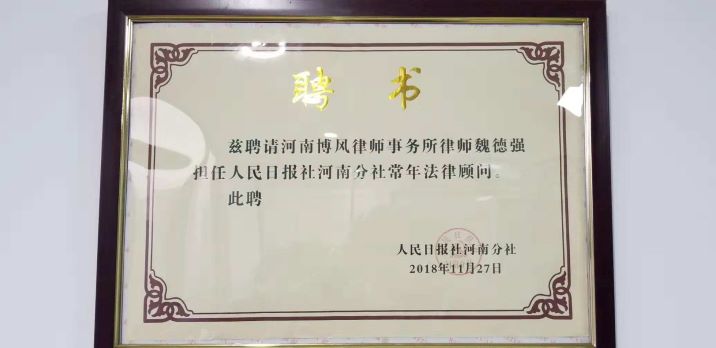 聘书
兹聘请河南博风律师事务所律师魏德强
担任人民日报社河南分社常年法律顾问。
此聘
人民日报社河南分社
2018年11月27日